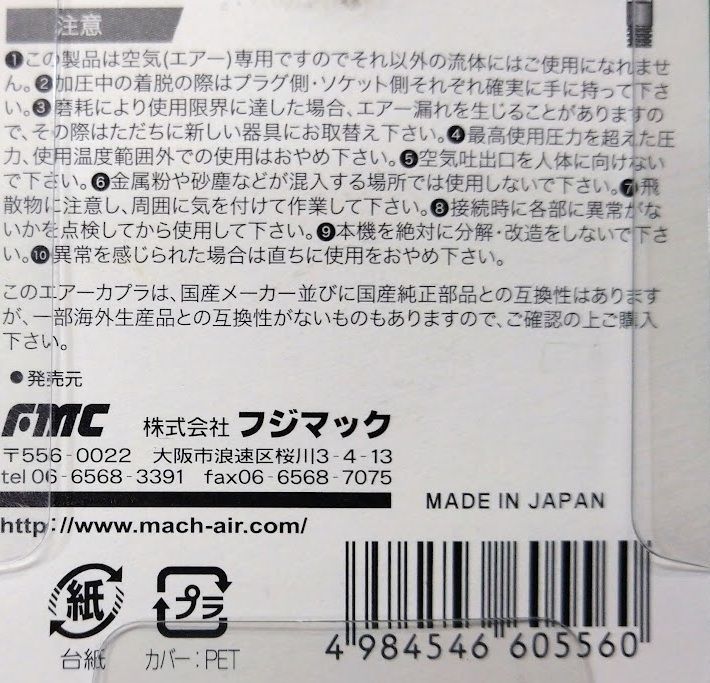 注意
❶この製品は空気(エアー)専用ですのでそれ以外の流体にはご使用になれませ
ん。❷加圧中の着脱の際はプラグ側・ソケット側それぞれ確実に手に持って下さ
い。❸磨耗により使用限界に達した場合、エアー漏れを生じることがありますの
で、その際はただちに新しい器具にお取替え下さい。❹最高使用圧力を超えた圧
力、使用温度範囲外での使用はおやめ下さい。❺空気吐出口を人体に向けない
で下さい。❻金属粉や砂塵などが混入する場所では使用しないで下さい。❼飛
散物に注意し、周囲に気を付けて作業して下さい。❽接続時に各部に異常がな
いかを点検してから使用して下さい。❾本機を絶対に分解・改造をしないで下さ
い。❿異常を感じられた場合は直ちに使用をおやめ下さい。
このエアーカプラは、国産メーカー並びに国産純正部品との互換性はあります
が、一部海外生産品との互換性がないものもありますので、ご確認の上ご購入
下さい。
●発売元
FMC 株式会社 フジマック
〒556-0022 大阪市浪速区桜川3-4-13
tel 06-6568-3391 fax06-6568-7075
MADE IN JAPAN
http://www.mach-air.com/
紙 プラ
台紙 カバー:PET
4 984546 605560